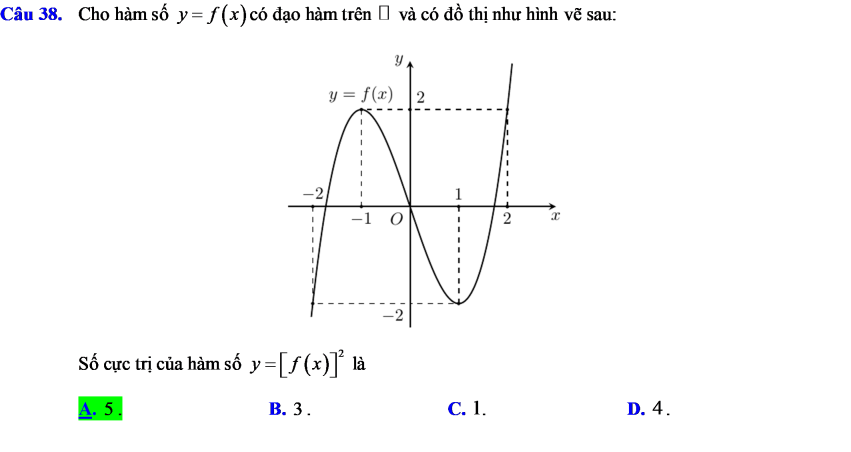 Câu 38. Cho hàm số y = f(x) có đạo hàm trên □ và có đồ thị như hình vẽ sau:
y
y = f(x) 2
-2 1
-1 O 2 x
-2
Số cực trị của hàm số y = [f(x)]² là
A. 5 . B. 3 . C. 1. D. 4 .